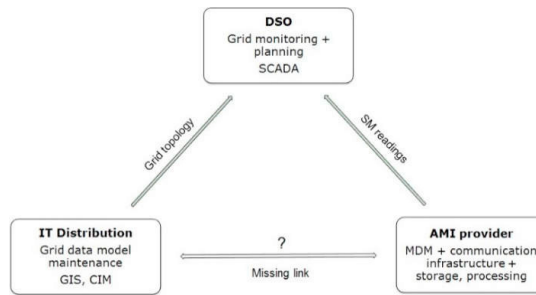 DSO
Grid monitoring +
planning
SCADA
Grid topology
SM readings
IT Distribution
Grid data model
maintenance
GIS, CIM
?
Missing link
AMI provider
MDM + communication
infrastructure +
storage, processing